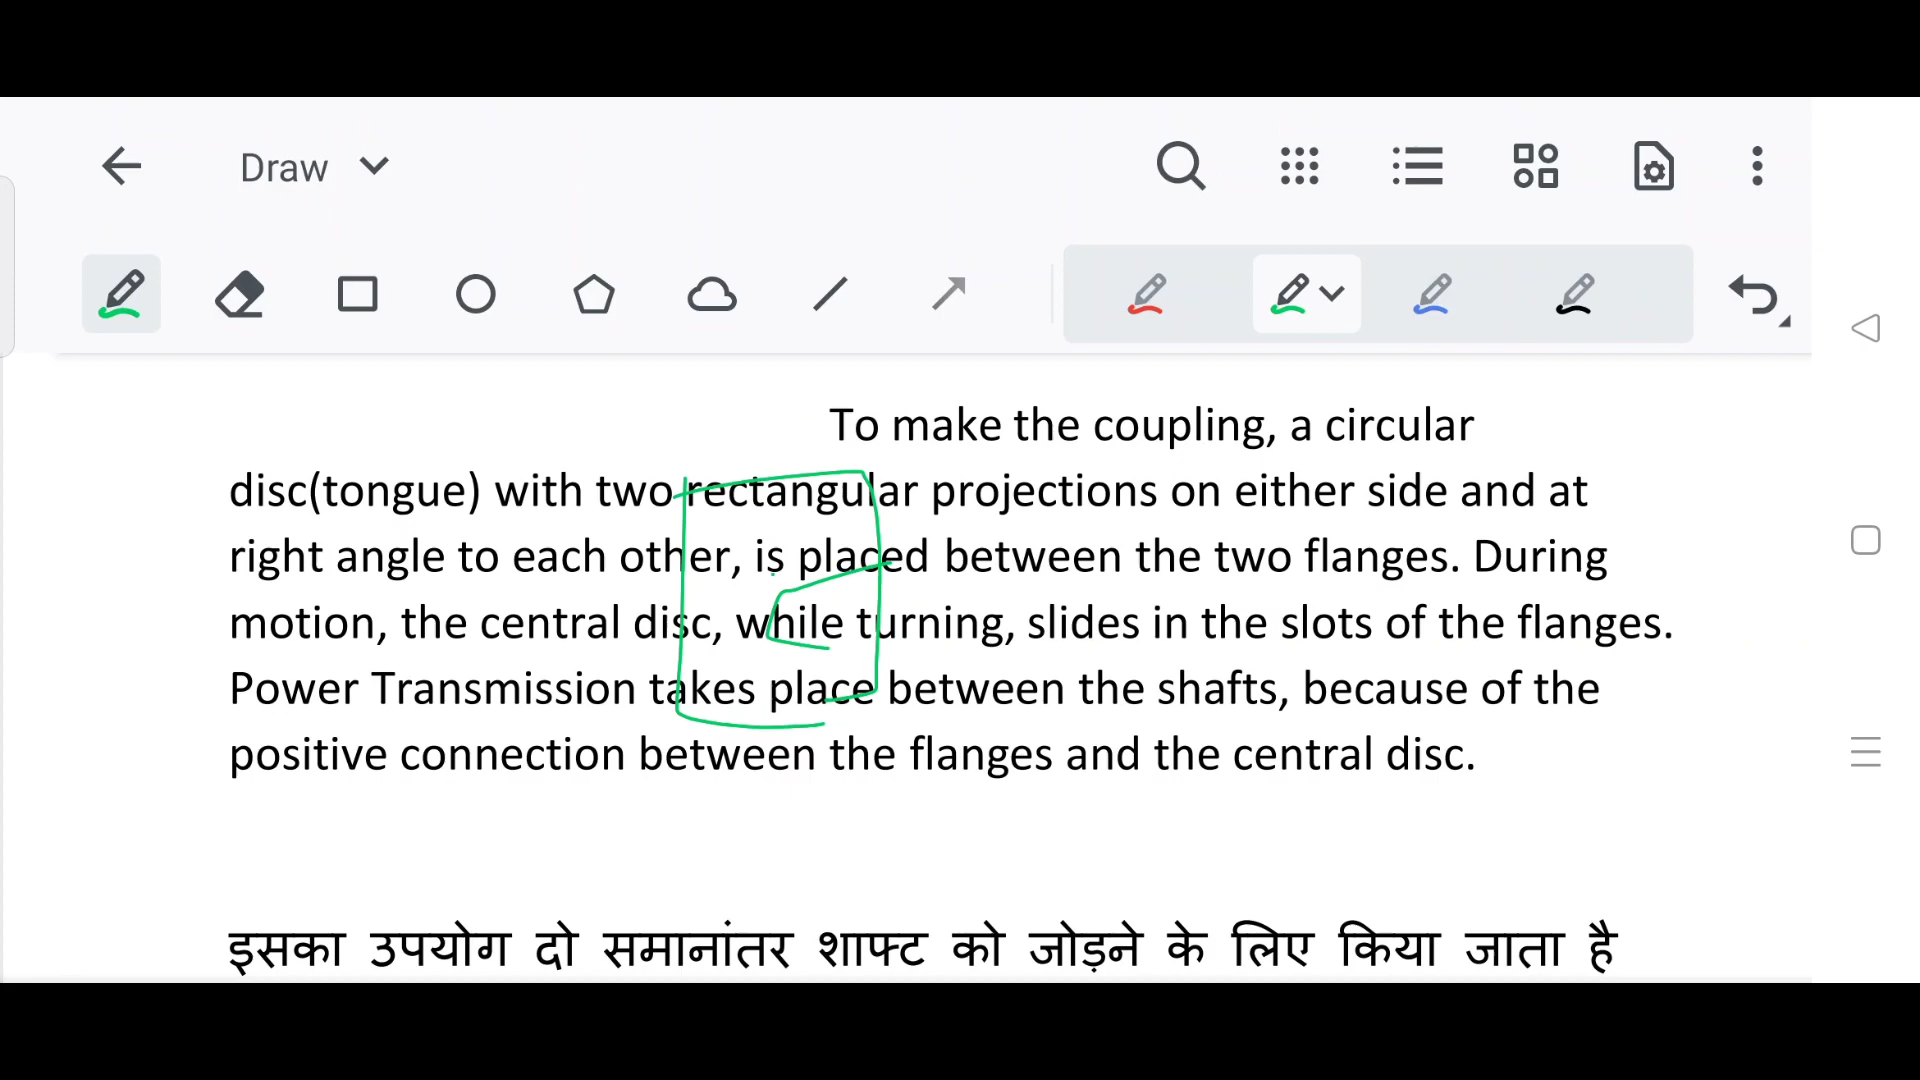 Draw
To make the coupling, a circular
disc(tongue) with two rectangular projections on either side and at
right angle to each other, is placed between the two flanges. During
motion, the central disc, while turning, slides in the slots of the flanges.
Power Transmission takes place between the shafts, because of the
positive connection between the flanges and the central disc.
इसका उपयोग दो समानांतर शाफ्ट को जोड़ने के लिए किया जाता है